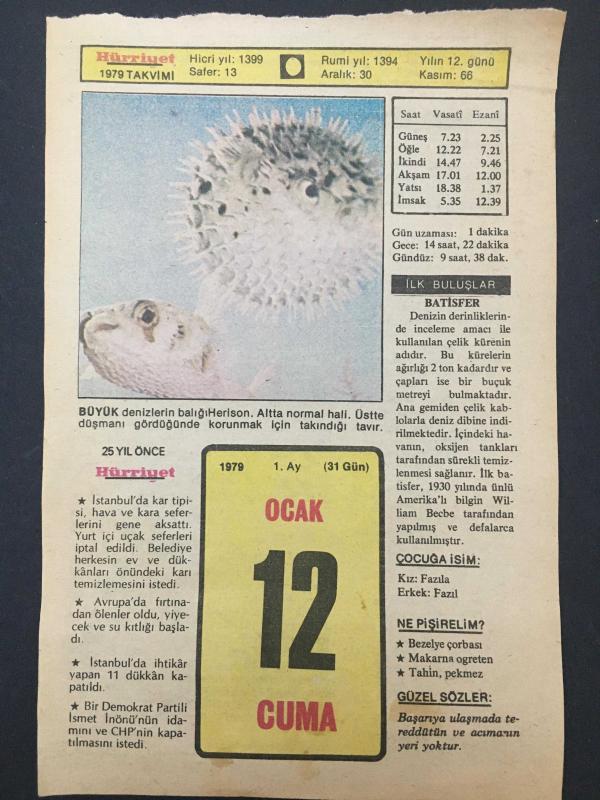 Hürriyet
1979 TAKVİMİ
Hicri yıl: 1399
Safer: 13
Rumi yıl: 1394
Aralık: 30
Yılın 12. günü
Kasım: 66
Saat Vasatî Ezanî
Güneş 7.23 2.25
Öğle 12.22 7.21
İkindi 14.47 9.46
Akşam 17.01 12.00
Yatsı 18.38 1.37
İmsak 5.35 12.39
Gün uzaması: 1 dakika
Gece: 14 saat, 22 dakika
Gündüz: 9 saat, 38 dak.
BÜYÜK denizlerin balığıHerison. Altta normal hali. Üstte
düşmanı gördüğünde korunmak için takındığı tavır.
İLK BULUŞLAR
BATİSFER
Denizin derinliklerin-
de inceleme amacı ile
kullanılan çelik kürenin
adıdır. Bu kürelerin
ağırlığı 2 ton kadardır ve
çapları ise bir buçuk
metreyi bulmaktadır.
Ana gemiden çelik kab-
lolarla deniz dibine indi-
rilmektedir. İçindeki ha-
vanın, oksijen tankları
tarafından sürekli temiz-
lenmesi sağlanır. İlk ba-
tisfer, 1930 yılında ünlü
Amerika'lı bilgin Wil-
liam Becbe tarafından
yapılmış ve defalarca
kullanılmıştır.
25 YIL ÖNCE
Hürriyet
★ İstanbul'da kar tipi-
si, hava ve kara sefer-
lerini gene aksattı.
Yurt içi uçak seferleri
iptal edildi. Belediye
herkesin ev ve dük-
kânları önündeki karı
temizlemesini istedi.
★ Avrupa'da fırtına-
dan ölenler oldu, yiye-
cek ve su kıtlığı başla-
dı.
★ İstanbul'da ihtikâr
yapan 11 dükkân ka-
patıldı.
★ Bir Demokrat Partili
İsmet İnönü'nün ida-
mını ve CHP'nin kapa-
tılmasını istedi.
1979 1. Ay (31 Gün)
OCAK
12
CUMA
ÇOCUĞA İSİM:
Kız: Fazıla
Erkek: Fazıl
NE PİŞİRELİM?
★ Bezelye çorbası
★ Makarna ogreten
★ Tahin, pekmez
GÜZEL SÖZLER:
Başarıya ulaşmada te-
reddütün ve acımanın
yeri yoktur.